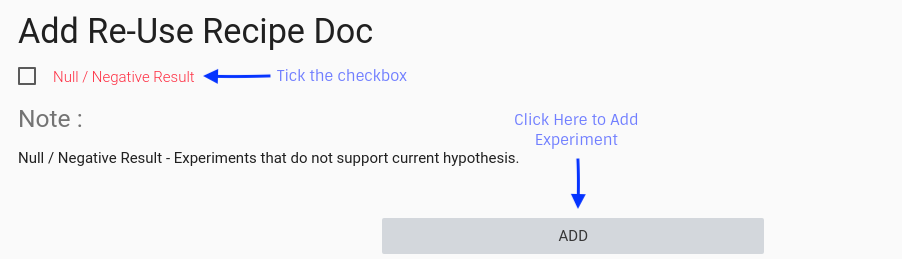 Add Re-Use Recipe Doc
Null / Negative Result
Tick the checkbox
Note :
Click Here to Add
Experiment
Null / Negative Result - Experiments that do not support current hypothesis.
ADD